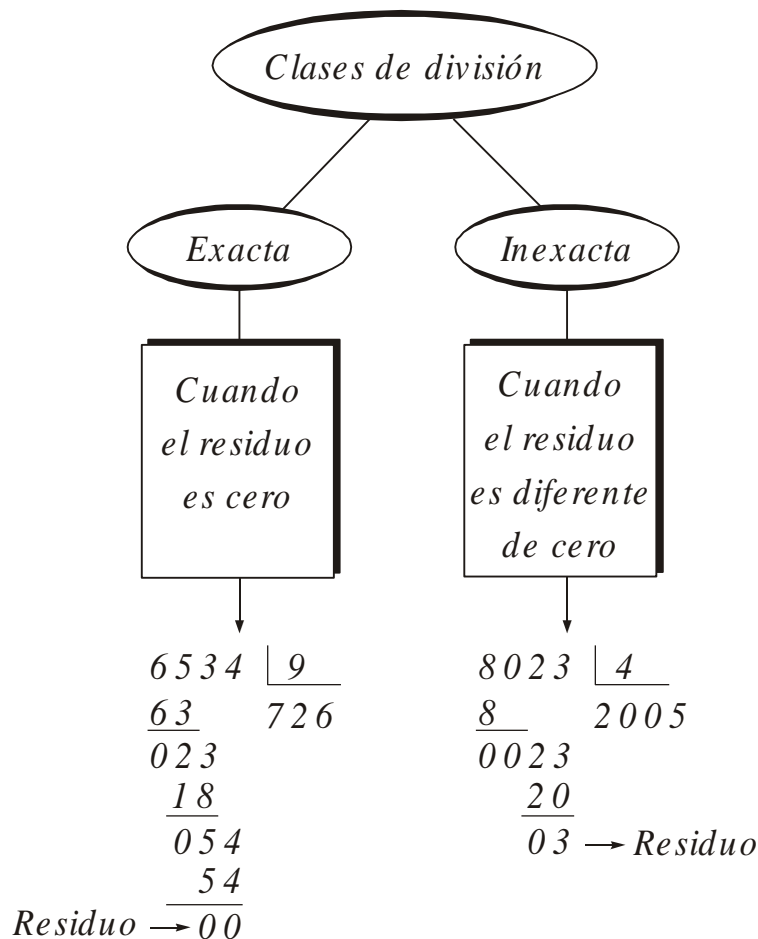 Clases de división
Exacta
Inexacta
Cuando
el residuo
es cero
Cuando
el residuo
es diferente
de cero
6534 9
63 726
023
18
054
54
Residuo → 00
8023 4
8 2005
0023
20
03 → Residuo